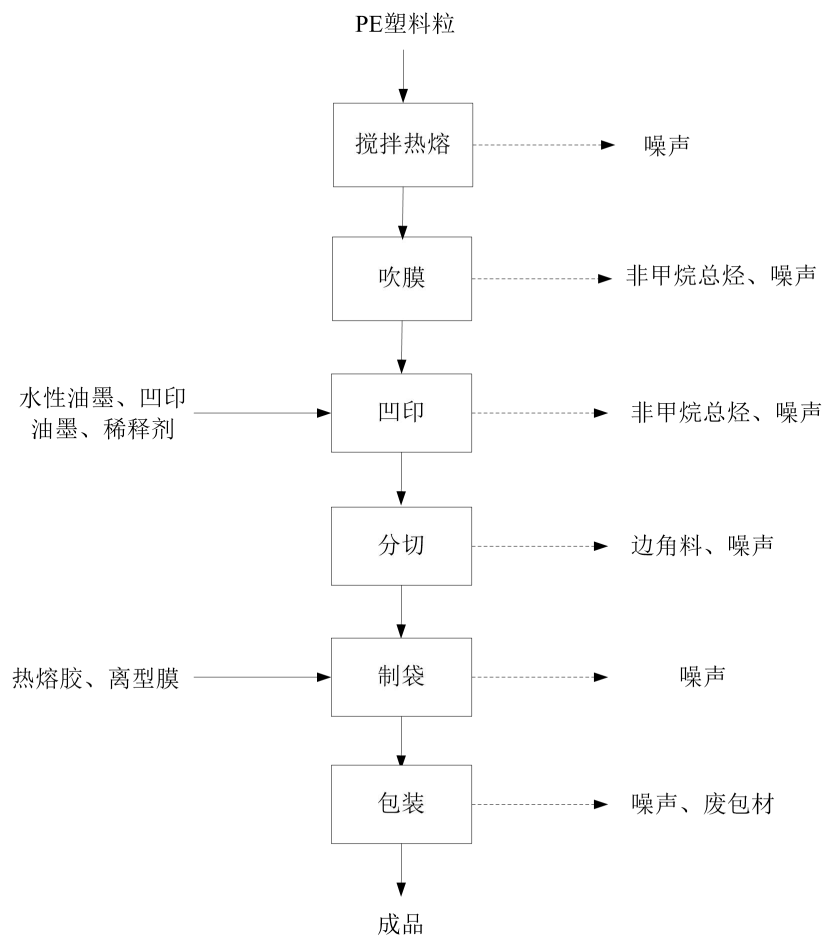 PE塑料粒
搅拌热熔
噪声
吹膜
非甲烷总烃、噪声
水性油墨、凹印
油墨、稀释剂
凹印
非甲烷总烃、噪声
分切
边角料、噪声
热熔胶、离型膜
制袋
噪声
包装
噪声、废包材
成品